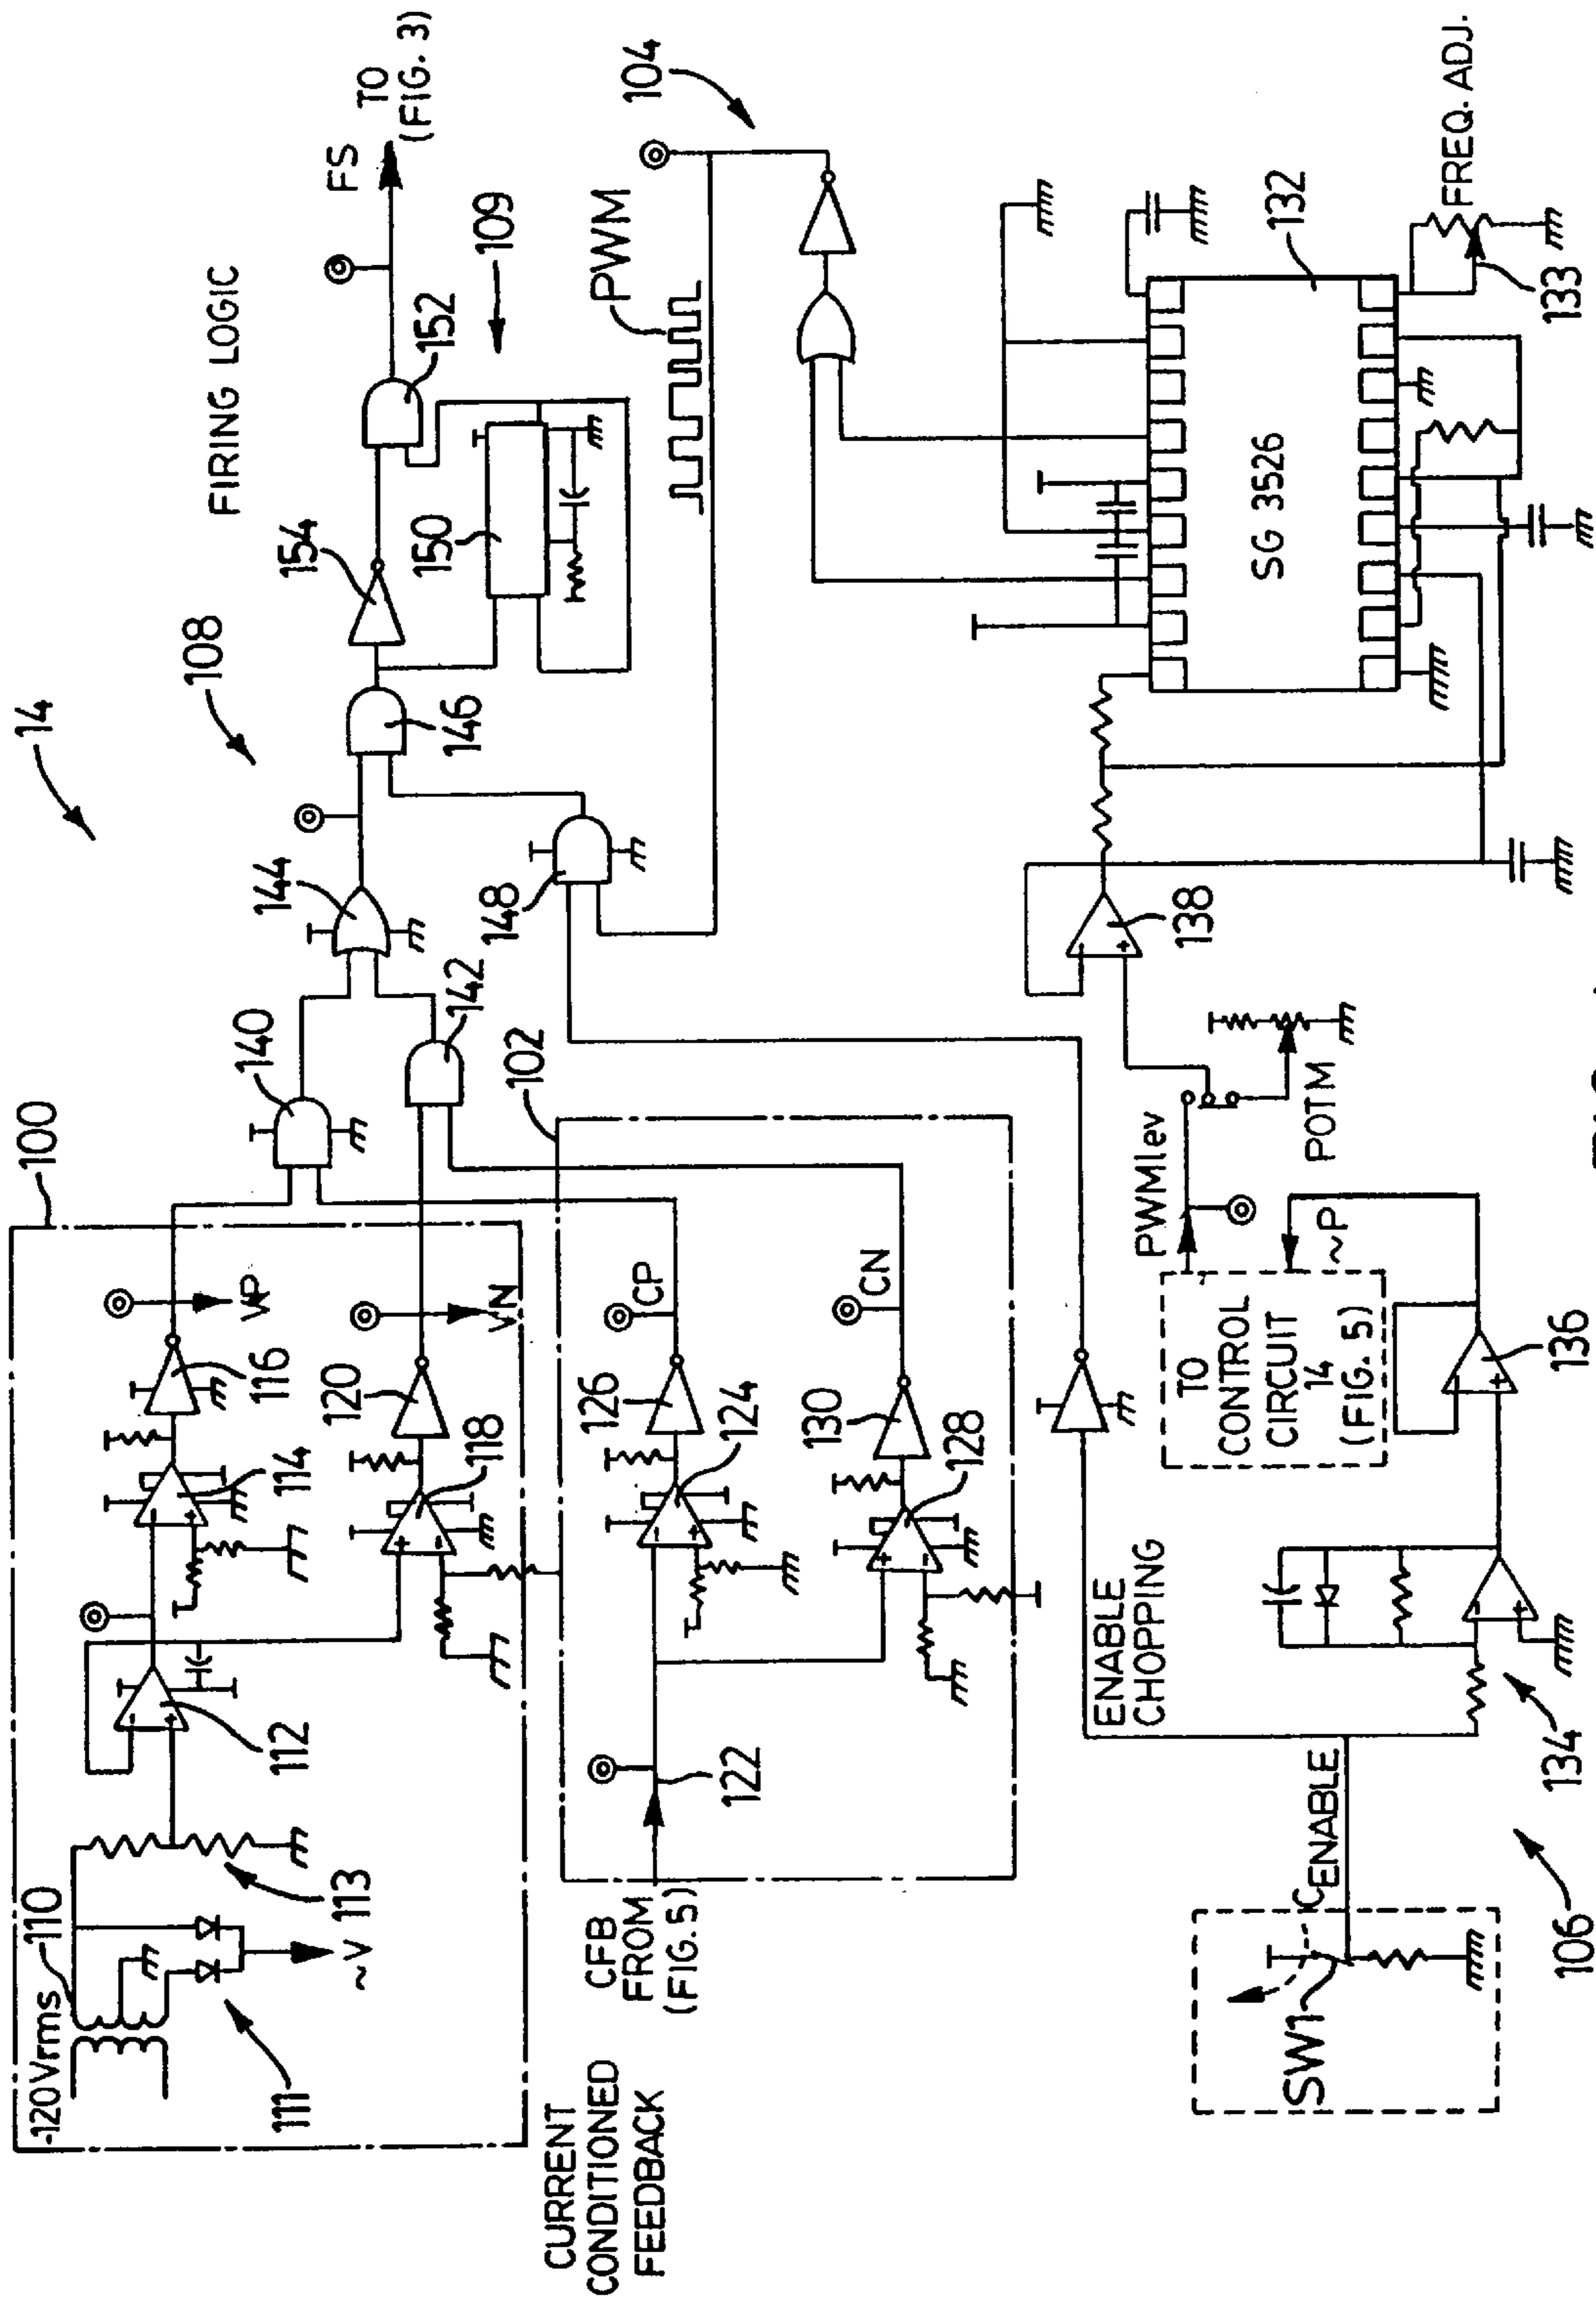 14
108
FIRING LOGIC
FS
TO
(FIG. 3)
109
104
PWM
154
150
152
146
144
148
140
142
100
102
-120Vrms
110
111
~V
113
112
114
116
VP
118
120
VN
CURRENT
CONDITIONED
FEEDBACK
CFB
FROM
(FIG. 5)
122
124
126
CP
128
130
CN
ENABLE
CHOPPING
SW1
CENABLE
106
134
136
~P
TO
CONTROL
CIRCUIT
14
(FIG. 5)
PWMlev
POTM
138
SG 3526
132
133
FREQ. ADJ.